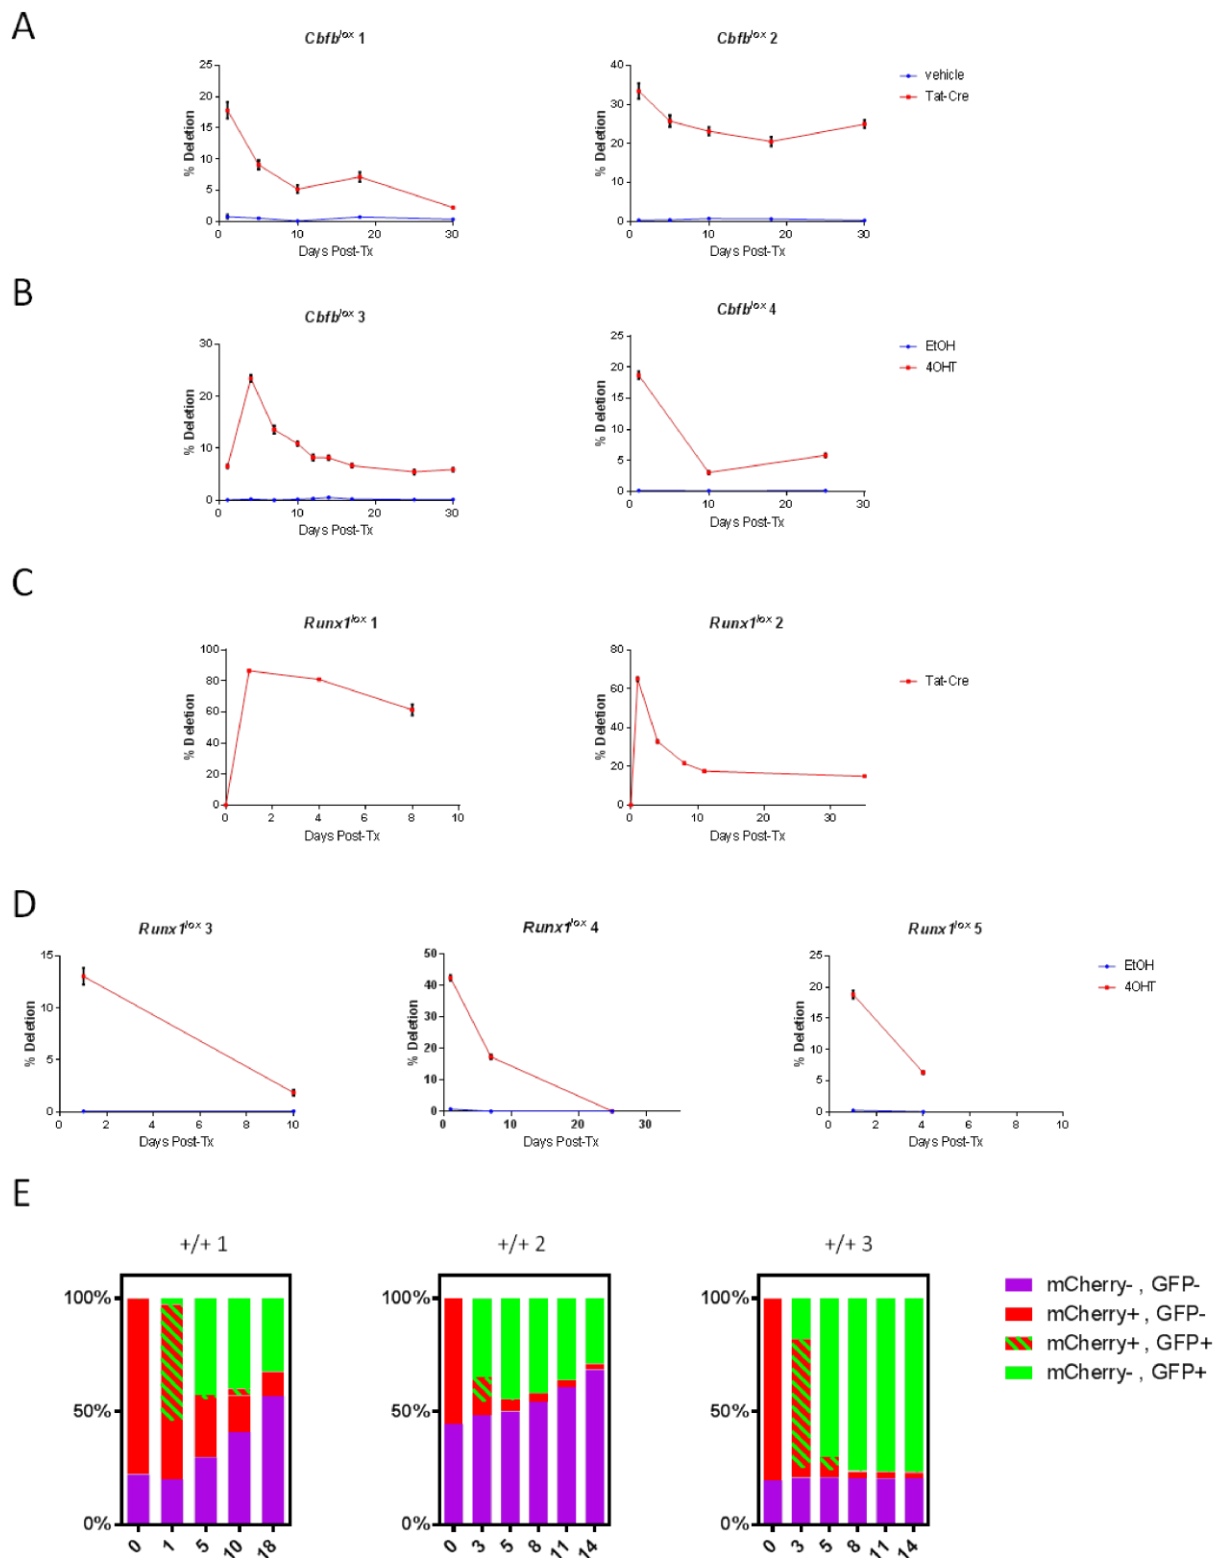 A
Cbfb^lox 1
Cbfb^lox 2
25
20
15
10
5
0
% Deletion
0 10 20 30
Days Post-Tx
40
30
20
10
0
% Deletion
0 10 20 30
Days Post-Tx
vehicle
Tat-Cre
B
Cbfb^lox 3
Cbfb^lox 4
30
20
10
0
% Deletion
0 10 20 30
Days Post-Tx
25
20
15
10
5
0
% Deletion
0 10 20 30
Days Post-Tx
EtOH
4OHT
C
Runx1^lox 1
Runx1^lox 2
100
80
60
40
20
0
% Deletion
0 2 4 6 8 10
Days Post-Tx
80
60
40
20
0
% Deletion
0 10 20 30
Days Post-Tx
Tat-Cre
D
Runx1^lox 3
Runx1^lox 4
Runx1^lox 5
15
10
5
0
% Deletion
0 2 4 6 8 10
Days Post-Tx
50
40
30
20
10
0
% Deletion
0 10 20 30
Days Post-Tx
25
20
15
10
5
0
% Deletion
0 2 4 6 8 10
Days Post-Tx
EtOH
4OHT
E
+/+ 1
+/+ 2
+/+ 3
100%
50%
0%
0 1 5 10 18
100%
50%
0%
0 3 5 8 11 14
100%
50%
0%
0 3 5 8 11 14
mCherry- , GFP-
mCherry+ , GFP-
mCherry+ , GFP+
mCherry- , GFP+